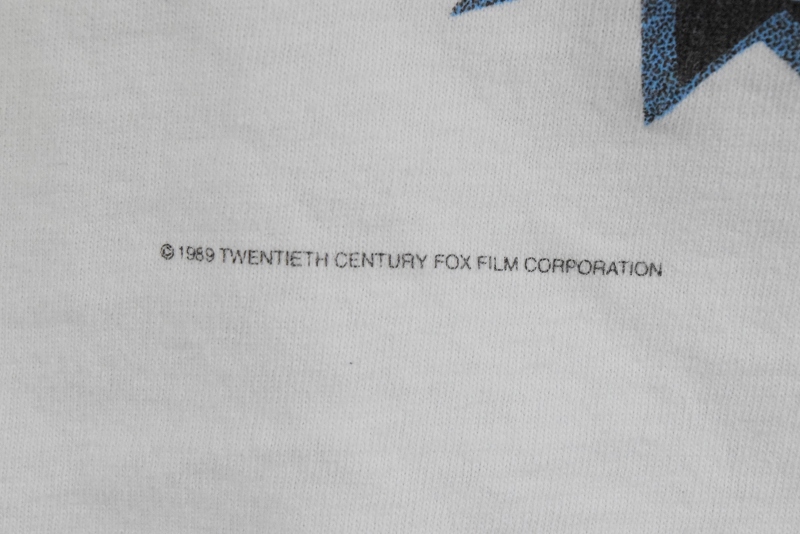 © 1989 TWENTIETH CENTURY FOX FILM CORPORATION